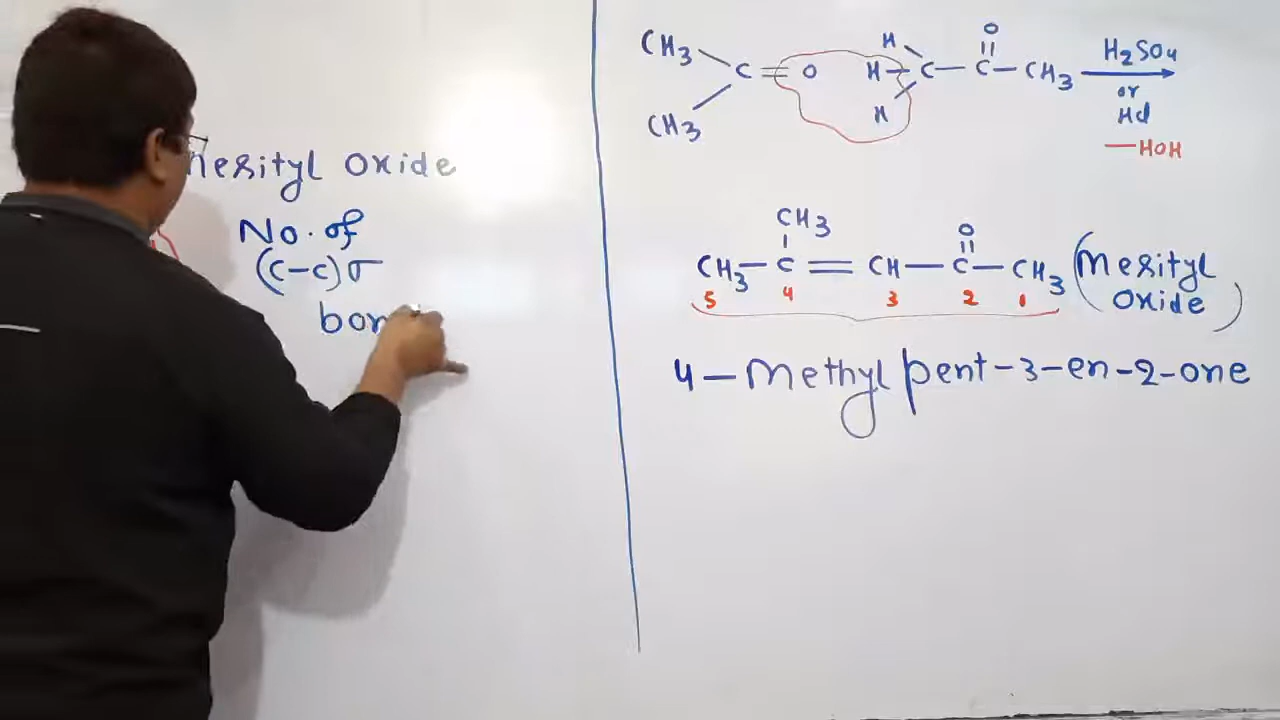 mesityl oxide
No. of
(C-C)σ
bon
CH3
CH3
C=O
H
H-C-C-CH3
O
H
H2SO4
or
Hcl
-HOH
CH3
O
CH3-C=CH-C-CH3
(Mesityl
oxide)
5 4 3 2 1
4-Methyl pent-3-en-2-one